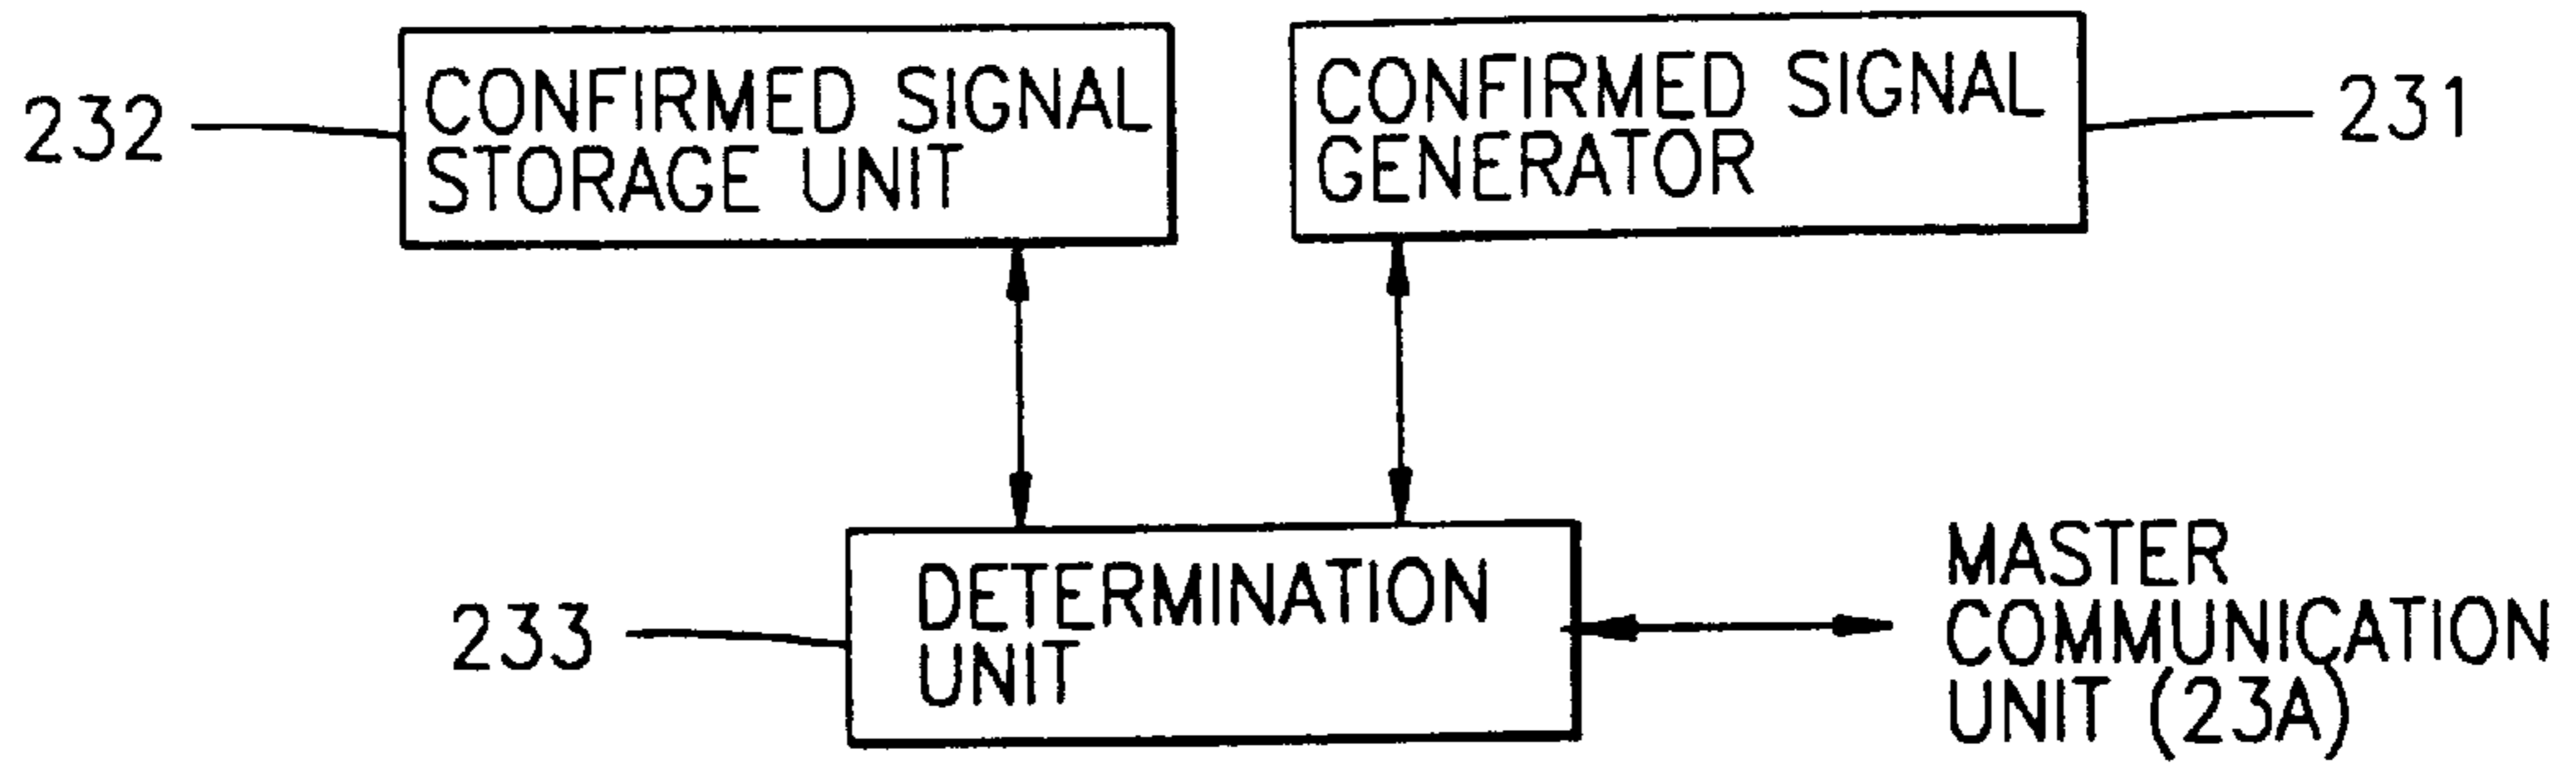 232
CONFIRMED SIGNAL
STORAGE UNIT
CONFIRMED SIGNAL
GENERATOR
231
233
DETERMINATION
UNIT
MASTER
COMMUNICATION
UNIT (23A)